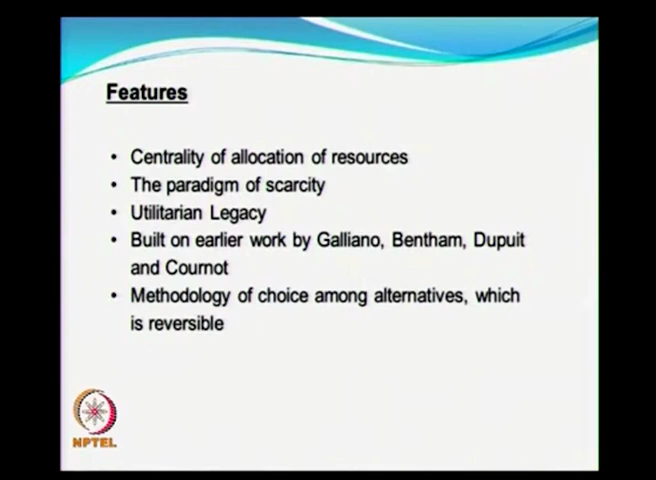 Features
• Centrality of allocation of resources
• The paradigm of scarcity
• Utilitarian Legacy
• Built on earlier work by Galliano, Bentham, Dupuit
and Cournot
• Methodology of choice among alternatives, which
is reversible
NPTEL